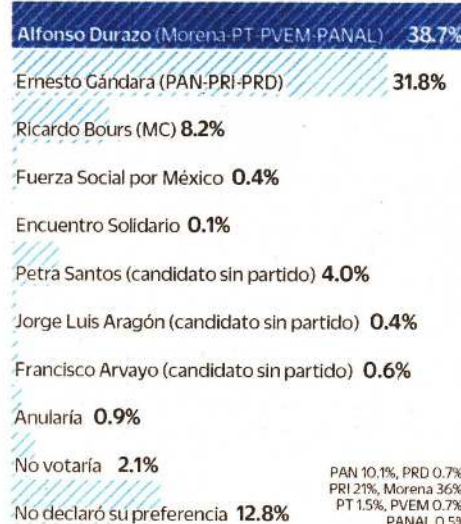 Alfonso Durazo (Morena-PT-PVEM-PANAL) 38.7%
Ernesto Gándara (PAN-PRI-PRD) 31.8%
Ricardo Bours (MC) 8.2%
Fuerza Social por México 0.4%
Encuentro Solidario 0.1%
Petra Santos (candidato sin partido) 4.0%
Jorge Luis Aragón (candidato sin partido) 0.4%
Francisco Arvayo (candidato sin partido) 0.6%
Anularía 0.9%
No votaría 2.1%
No declaró su preferencia 12.8%
PAN 10.1%, PRD 0.7%
PRI 21%, Morena 36%
PT 1.5%, PVEM 0.7%
PANAL 0.5%